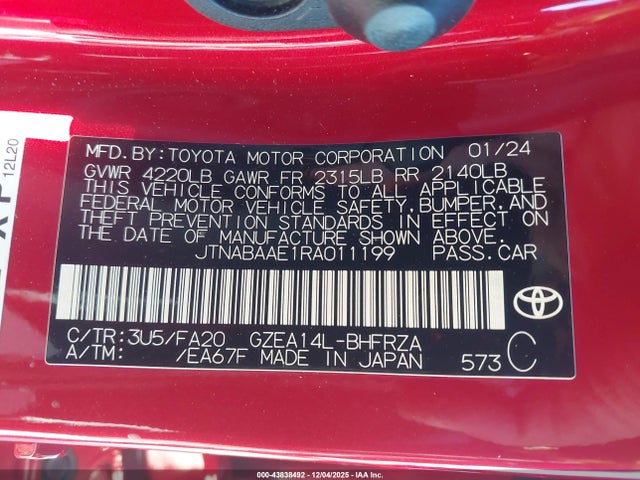 MFD.BY:TOYOTA MOTOR CORPORATION 01/24
GVWR 4220LB GAWR FR 2315LB RR 2140LB
THIS VEHICLE CONFORMS TO ALL APPLICABLE
FEDERAL MOTOR VEHICLE SAFETY, BUMPER, AND
THEFT PREVENTION STANDARDS IN EFFECT ON
THE DATE OF MANUFACTURE SHOWN ABOVE.
JTNABAAE1RA011199 PASS.CAR
C/TR:3U5/FA20 GZEA14L-BHFRZA
A/TM: /EA67F MADE IN JAPAN 573 C
12L20
000-43838492 - 12/04/2025 - IAA Inc.